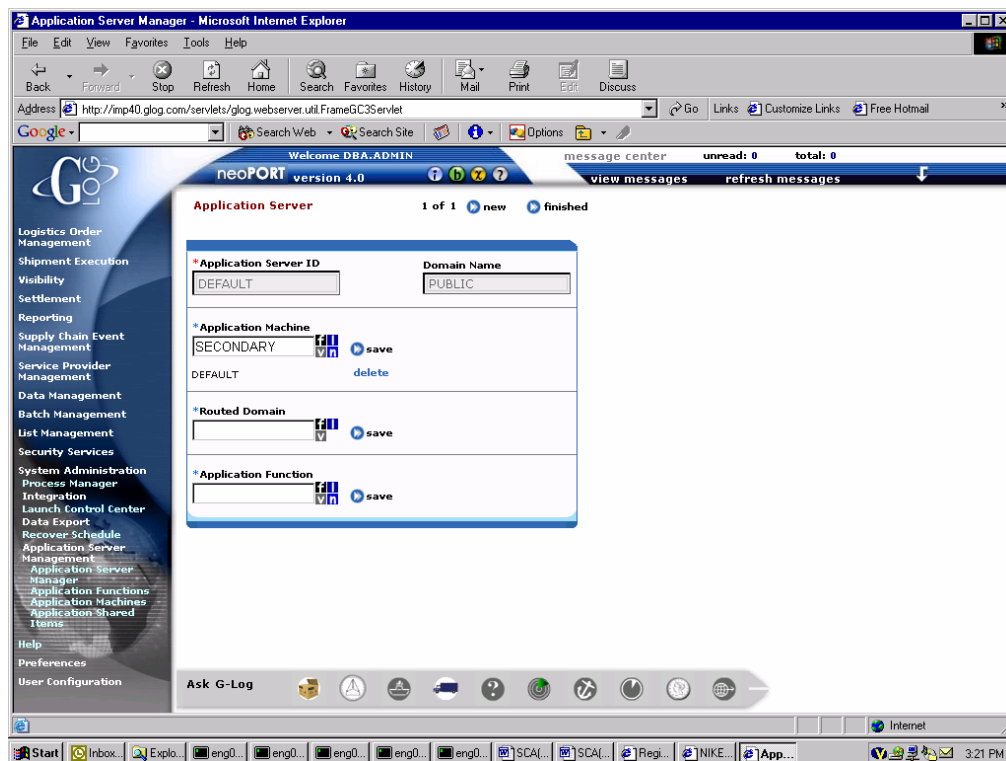 Application Server Manager - Microsoft Internet Explorer
File Edit View Favorites Tools Help
Back Forward Stop Refresh Home Search Favorites History Mail Print Edit Discuss
Address http://imp40.glog.com/servlets/glog.webserver.util.FrameGC3Servlet Go Links Customize Links Free Hotmail
Google Search Web Search Site Options
G-Log
Welcome DBA.ADMIN message center unread: 0 total: 0
neoPORT version 4.0 view messages refresh messages
Application Server 1 of 1 new finished
Logistics Order
Management
Shipment Execution
Visibility
Settlement
Reporting
Supply Chain Event
Management
Service Provider
Management
Data Management
Batch Management
List Management
Security Services
System Administration
Process Manager
Integration
Launch Control Center
Data Export
Recover Schedule
Application Server
Management
Application Server
Manager
Application Functions
Application Machines
Application Shared
Items
Help
Preferences
User Configuration
*Application Server ID Domain Name
DEFAULT PUBLIC
*Application Machine
SECONDARY save
DEFAULT delete
*Routed Domain
save
*Application Function
save
Ask G-Log
Internet
Start Inbox... Explo... eng0... eng0... eng0... eng0... eng0... SCA(... SCA(... Regi... NIKE... App... 3:21 PM